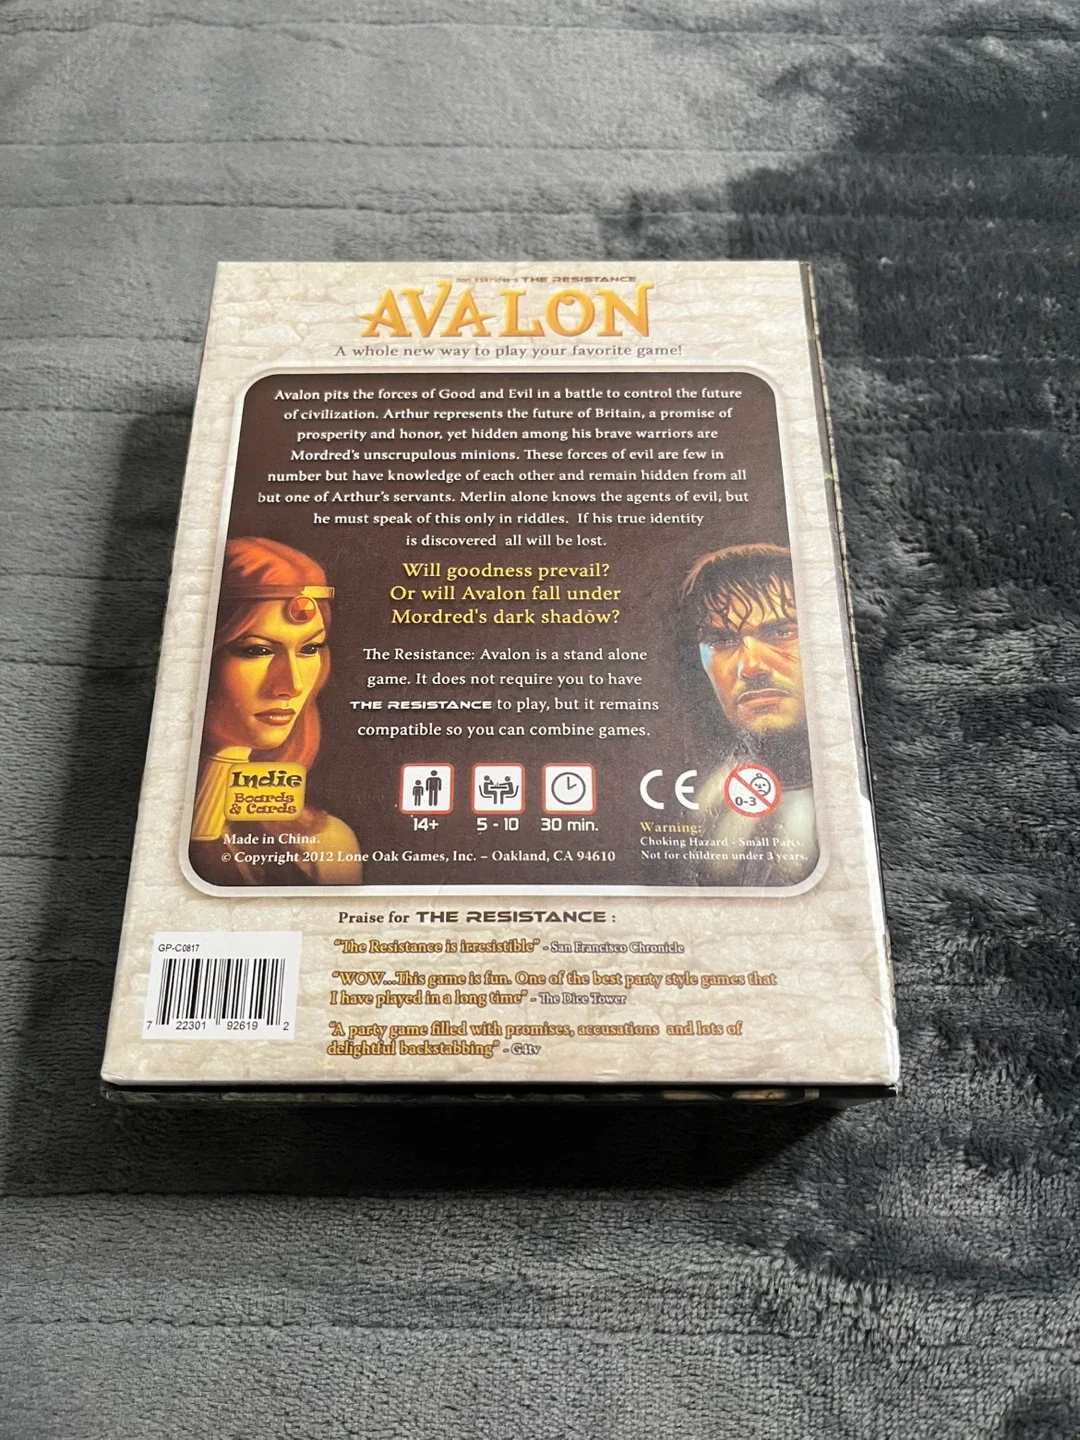 Don Eskridge's THE RESISTANCE
AVALON
A whole new way to play your favorite game!
Avalon pits the forces of Good and Evil in a battle to control the future
of civilization. Arthur represents the future of Britain, a promise of
prosperity and honor, yet hidden among his brave warriors are
Mordred's unscrupulous minions. These forces of evil are few in
number but have knowledge of each other and remain hidden from all
but one of Arthur's servants. Merlin alone knows the agents of evil, but
he must speak of this only in riddles. If his true identity
is discovered all will be lost.
Will goodness prevail?
Or will Avalon fall under
Mordred's dark shadow?
The Resistance: Avalon is a stand alone
game. It does not require you to have
THE RESISTANCE to play, but it remains
compatible so you can combine games.
Indie
Boards
& Cards
14+ 5 - 10 30 min.
CE 0-3
Warning:
Choking Hazard - Small Parts.
Not for children under 3 years.
Made in China.
© Copyright 2012 Lone Oak Games, Inc. – Oakland, CA 94610
Praise for THE RESISTANCE :
"The Resistance is irresistible" - San Francisco Chronicle
"WOW...This game is fun. One of the best party style games that
I have played in a long time" - The Dice Tower
"A party game filled with promises, accusations and lots of
delightful backstabbing" - G4tv
GP-C0817
7 22301 92619 2